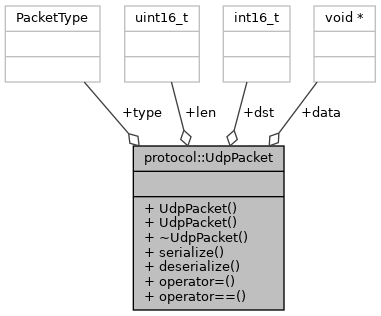 PacketType
uint16_t
int16_t
void *
+type
+len
+dst
+data
protocol::UdpPacket
+ UdpPacket()
+ UdpPacket()
+ ~UdpPacket()
+ serialize()
+ deserialize()
+ operator=()
+ operator==()